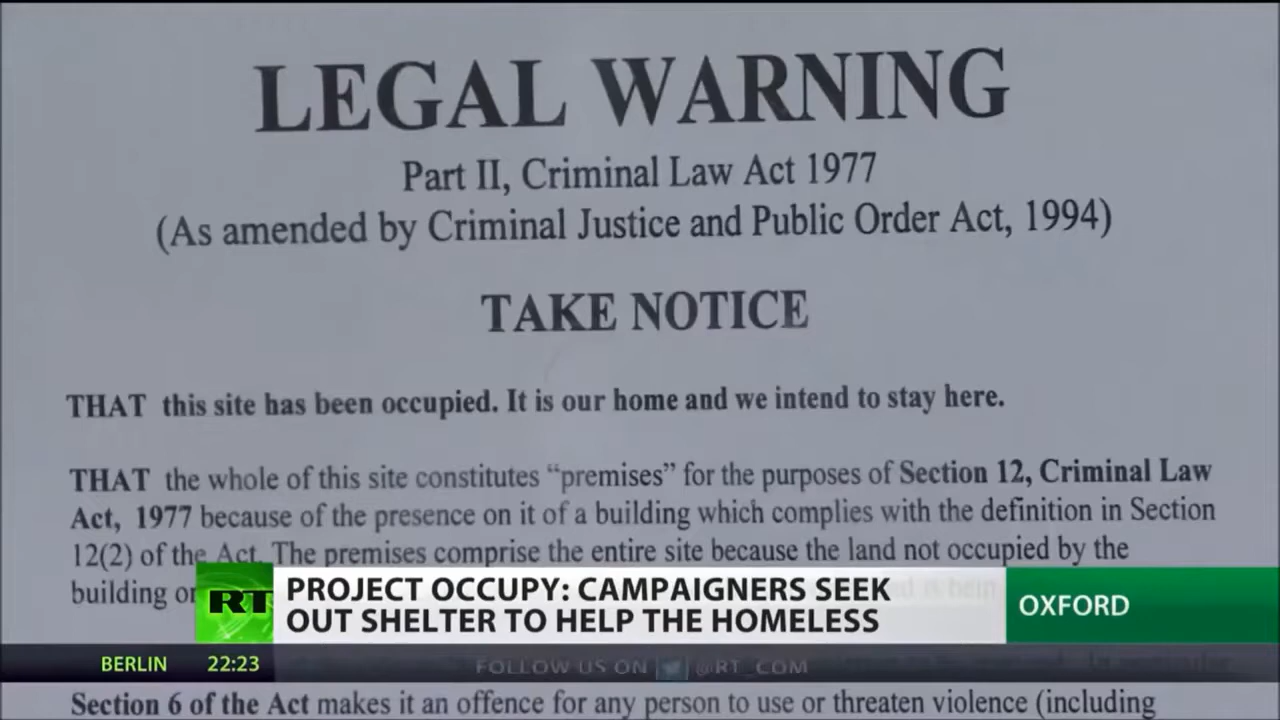 LEGAL WARNING
Part II, Criminal Law Act 1977
(As amended by Criminal Justice and Public Order Act, 1994)
TAKE NOTICE
THAT this site has been occupied. It is our home and we intend to stay here.
THAT the whole of this site constitutes “premises” for the purposes of Section 12, Criminal Law
Act, 1977 because of the presence on it of a building which complies with the definition in Section
12(2) of the Act. The premises comprise the entire site because the land not occupied by the
building
RT
PROJECT OCCUPY: CAMPAIGNERS SEEK
OUT SHELTER TO HELP THE HOMELESS
OXFORD
BERLIN 22:23
FOLLOW US ON @RT_COM
Section 6 of the Act makes it an offence for any person to use or threaten violence (including